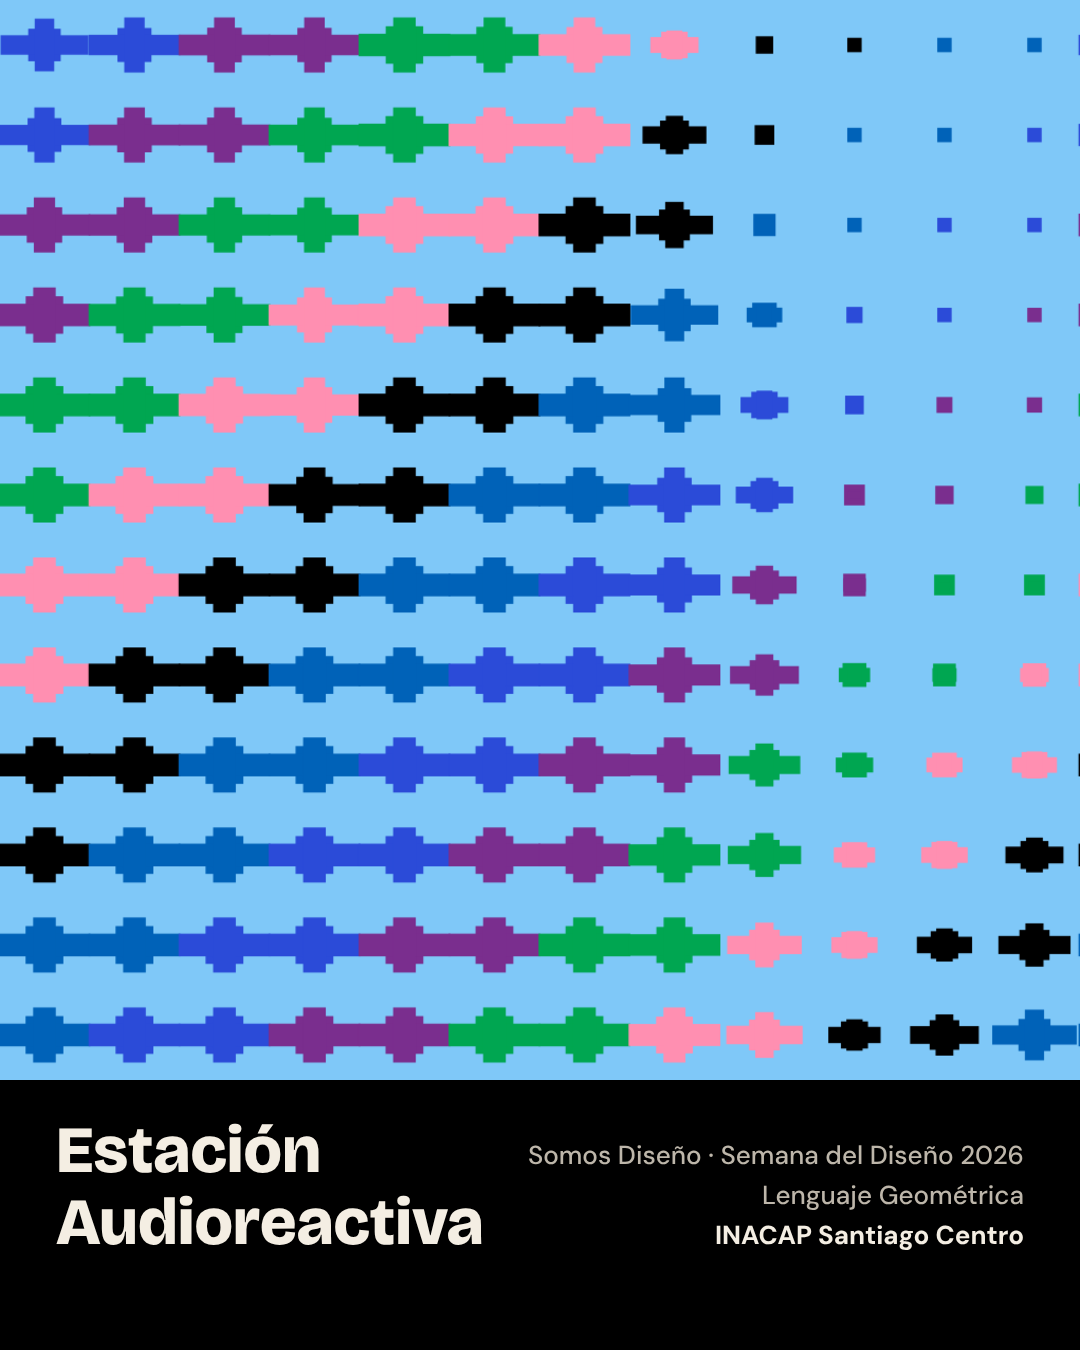 Estación
Audioreactiva
Somos Diseño · Semana del Diseño 2026
Lenguaje Geométrica
INACAP Santiago Centro